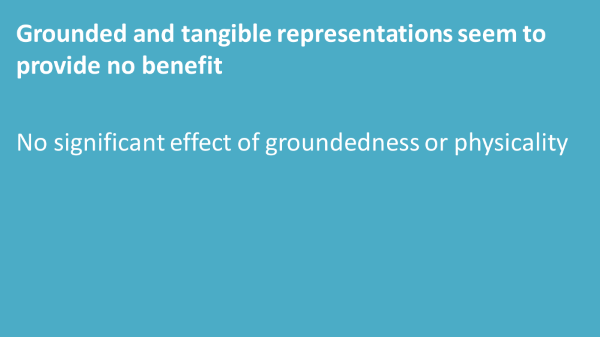 Grounded and tangible representations seem to
provide no benefit
No significant effect of groundedness or physicality